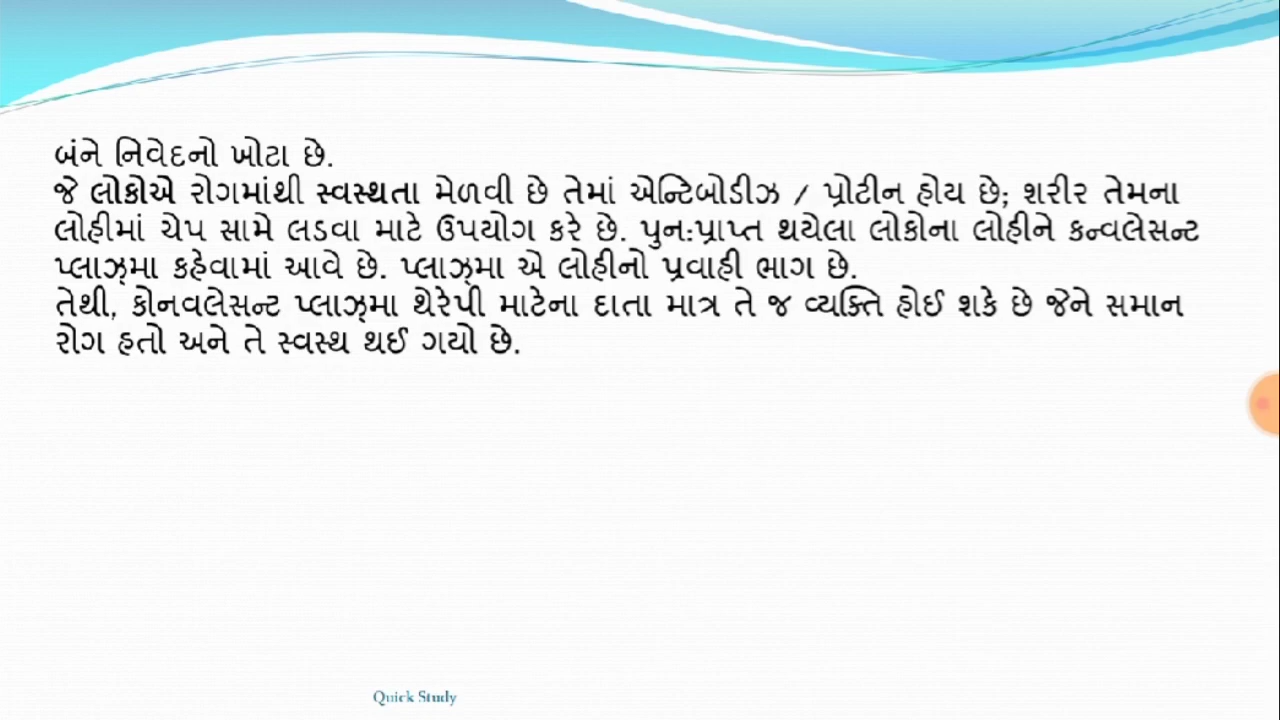 બંને નિવેદનો ખોટા છે.
જે લોકોએ રોગમાંથી સ્વસ્થતા મેળવી છે તેમાં એન્ટિબોડીઝ / પ્રોટીન હોય છે; શરીર તેમના
લોહીમાં ચેપ સામે લડવા માટે ઉપયોગ કરે છે. પુન:પ્રાપ્ત થયેલા લોકોના લોહીને કન્વલેસન્ટ
પ્લાઝ્મા કહેવામાં આવે છે. પ્લાઝ્મા એ લોહીનો પ્રવાહી ભાગ છે.
તેથી, કોનવલેસન્ટ પ્લાઝ્મા થેરેપી માટેના દાતા માત્ર તે જ વ્યક્તિ હોઈ શકે છે જેને સમાન
રોગ હતો અને તે સ્વસ્થ થઈ ગયો છે.
Quick Study